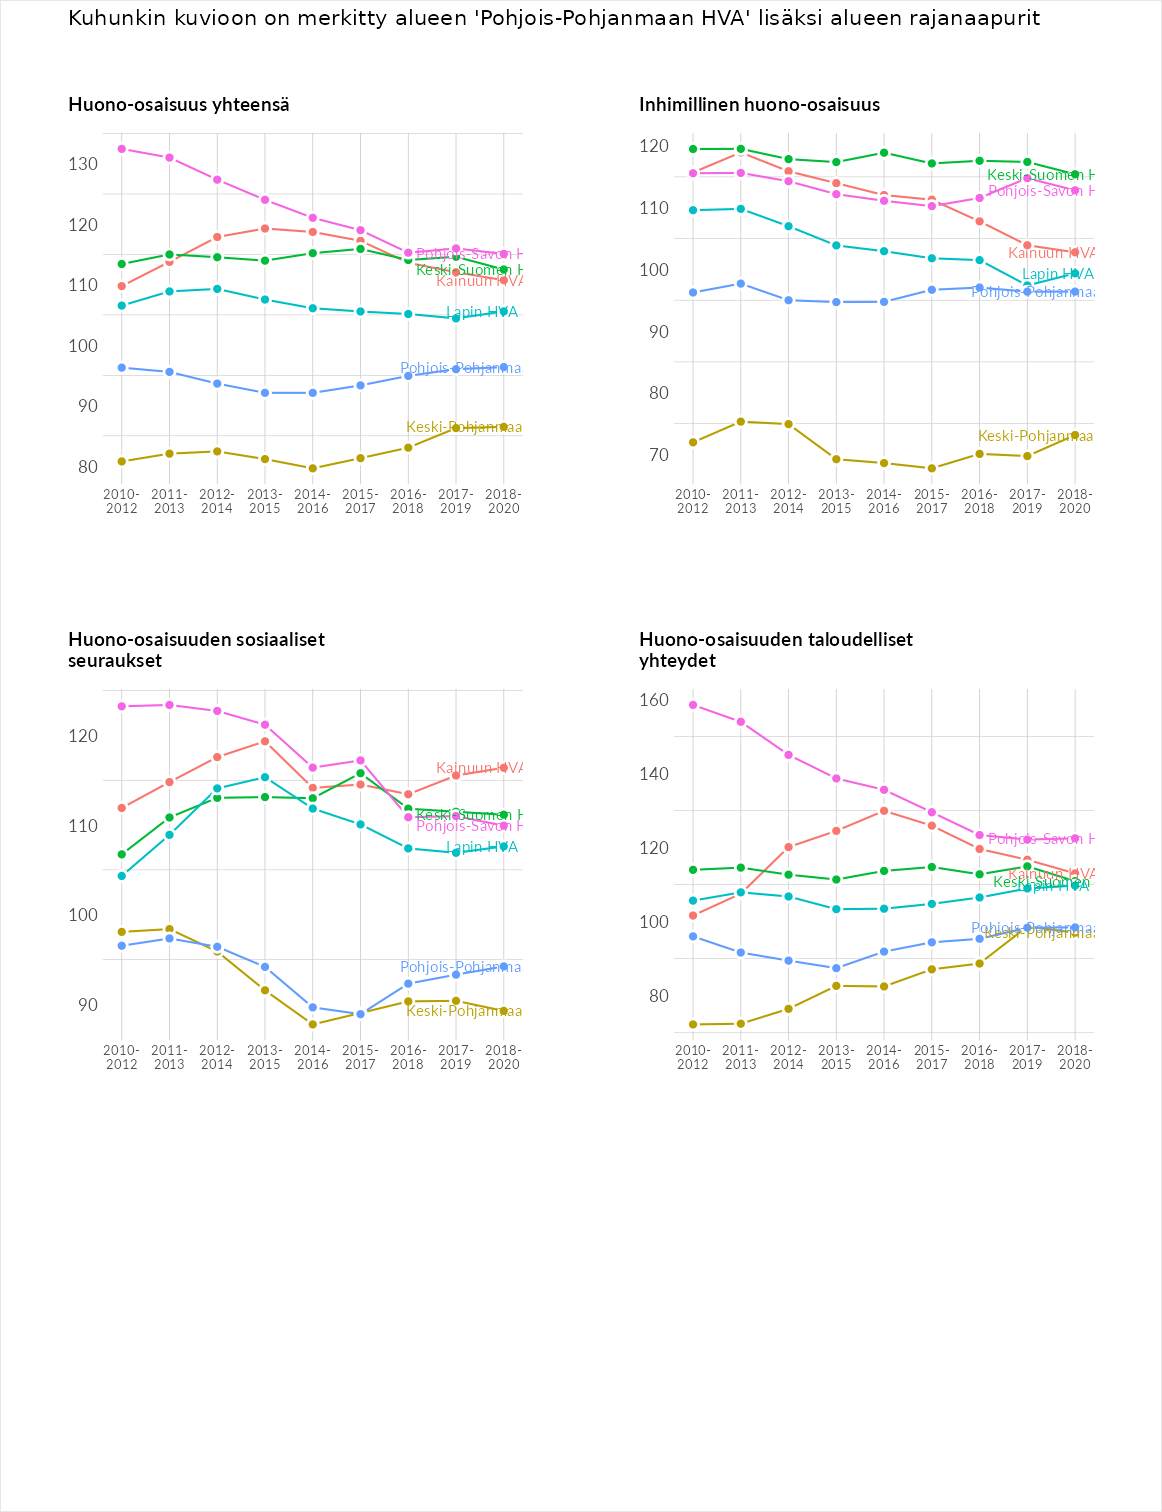 Kuhunkin kuvioon on merkitty alueen 'Pohjois-Pohjanmaan HVA' lisäksi alueen rajanaapurit
Huono-osaisuus yhteensä
130
120
110
100
90
80
Pohjois-Savon H
Keski-Suomen H
Kainuun HVA
Lapin HVA
Pohjois-Pohjanmaa
Keski-Pohjanmaa
2010-2012 2011-2013 2012-2014 2013-2015 2014-2016 2015-2017 2016-2018 2017-2019 2018-2020
Inhimillinen huono-osaisuus
120
110
100
90
80
70
Keski-Suomen H
Pohjois-Savon H
Kainuun HVA
Lapin HVA
Pohjois-Pohjanmaa
Keski-Pohjanmaa
2010-2012 2011-2013 2012-2014 2013-2015 2014-2016 2015-2017 2016-2018 2017-2019 2018-2020
Huono-osaisuuden sosiaaliset
seuraukset
120
110
100
90
Kainuun HVA
Keski-Suomen H
Pohjois-Savon H
Lapin HVA
Pohjois-Pohjanmaa
Keski-Pohjanmaa
2010-2012 2011-2013 2012-2014 2013-2015 2014-2016 2015-2017 2016-2018 2017-2019 2018-2020
Huono-osaisuuden taloudelliset
yhteydet
160
140
120
100
80
Pohjois-Savon H
Kainuun HVA
Keski-Suomen
Lapin HVA
Pohjois-Pohjanmaa
Keski-Pohjanmaa
2010-2012 2011-2013 2012-2014 2013-2015 2014-2016 2015-2017 2016-2018 2017-2019 2018-2020